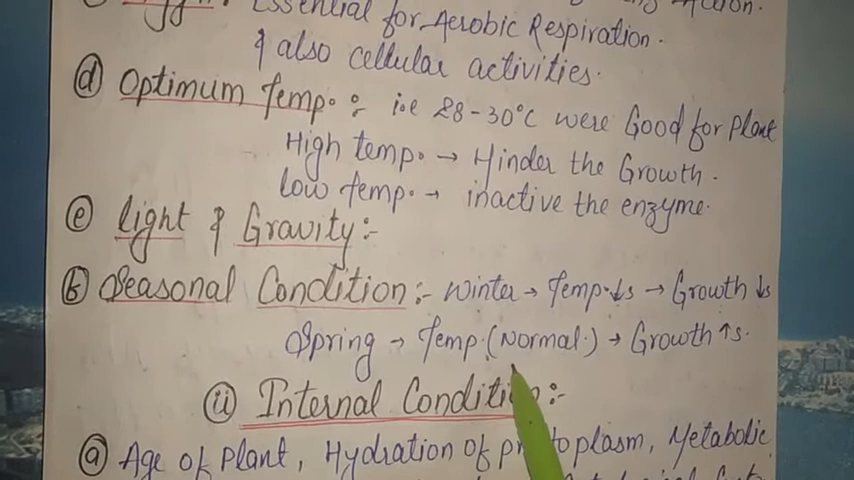 Essential for Aerobic Respiration.
& also cellular activities.
(d) Optimum Temp. :- i.e 28-30°C were Good for Plant
High temp. → Hinder the Growth.
Low temp. → inactive the enzyme.
(e) light & Gravity:-
(b) Seasonal Condition:- Winter → Temp. ↓s → Growth ↓s
Spring → Temp. (Normal.) → Growth ↑s.
(ii) Internal Condition:-
(a) Age of Plant, Hydration of protoplasm, Metabolic